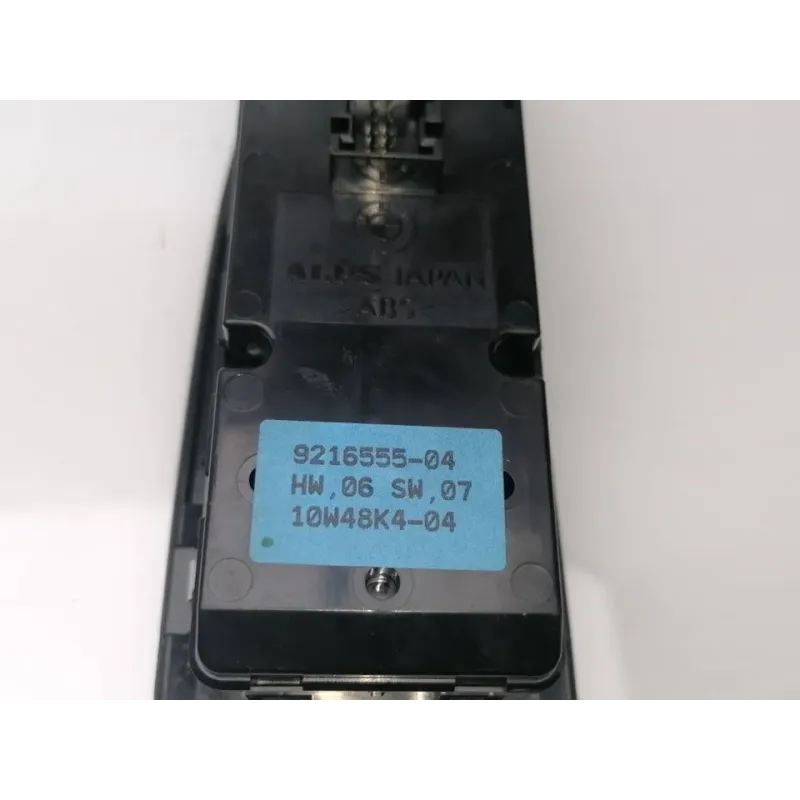 ALPS JAPAN
>ABS<
9216555-04
HW,06 SW,07
10W48K4-04